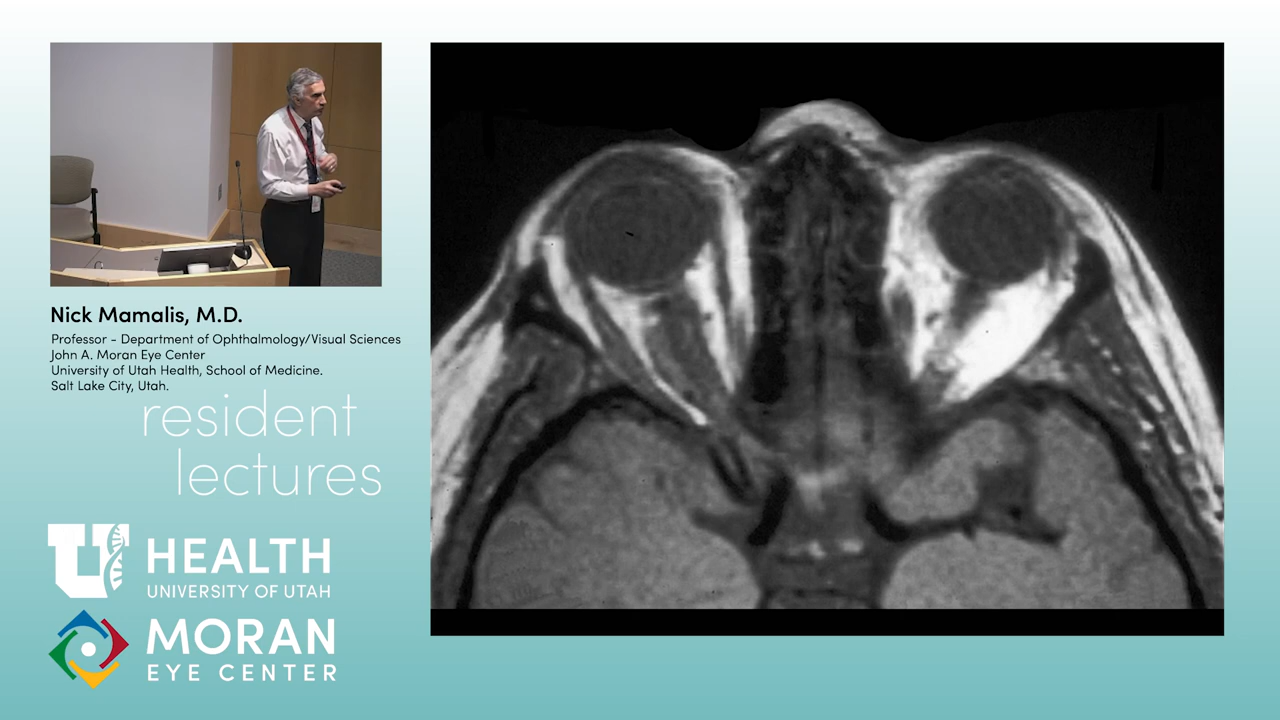 Nick Mamalis, M.D.
Professor - Department of Ophthalmology/Visual Sciences
John A. Moran Eye Center
University of Utah Health, School of Medicine.
Salt Lake City, Utah.
resident
lectures
U HEALTH
UNIVERSITY OF UTAH
MORAN
EYE CENTER